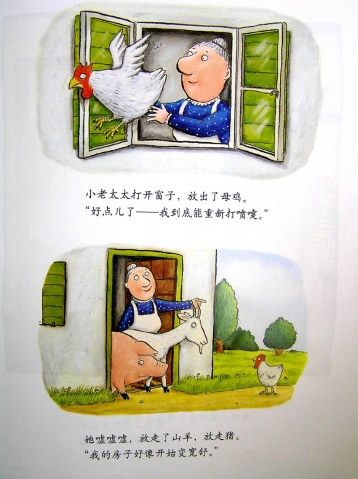 小老太太打开窗子，放出了母鸡。
“好点儿了——我到底能重新打喷嚏。”
她嘘嘘嘘，放走了山羊，放走猪。
“我的房子好像开始变宽舒。”